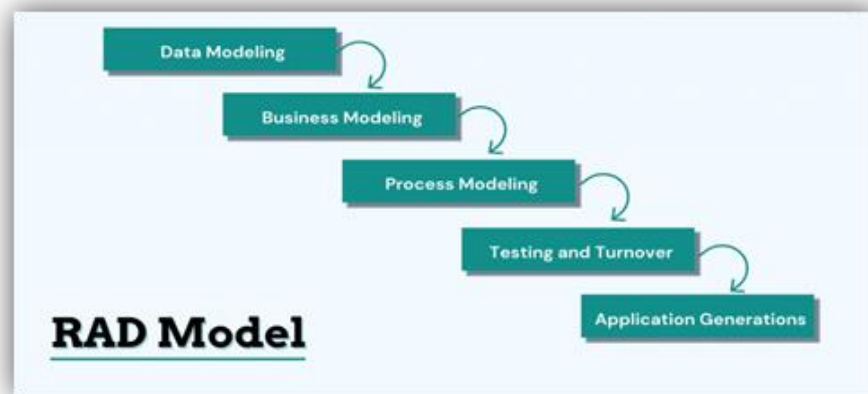 Data Modeling
Business Modeling
Process Modeling
Testing and Turnover
Application Generations
RAD Model